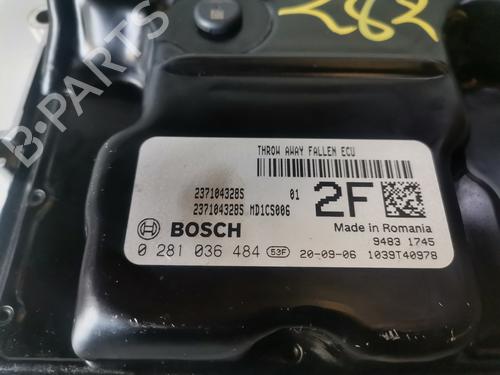 282
THROW AWAY FALLEN ECU
237104328S 01
237104328S MD1CS006
2F
BOSCH
Made in Romania
9483 1745
0 281 036 484 53F 20-09-06 1039T40978
B-PARTS